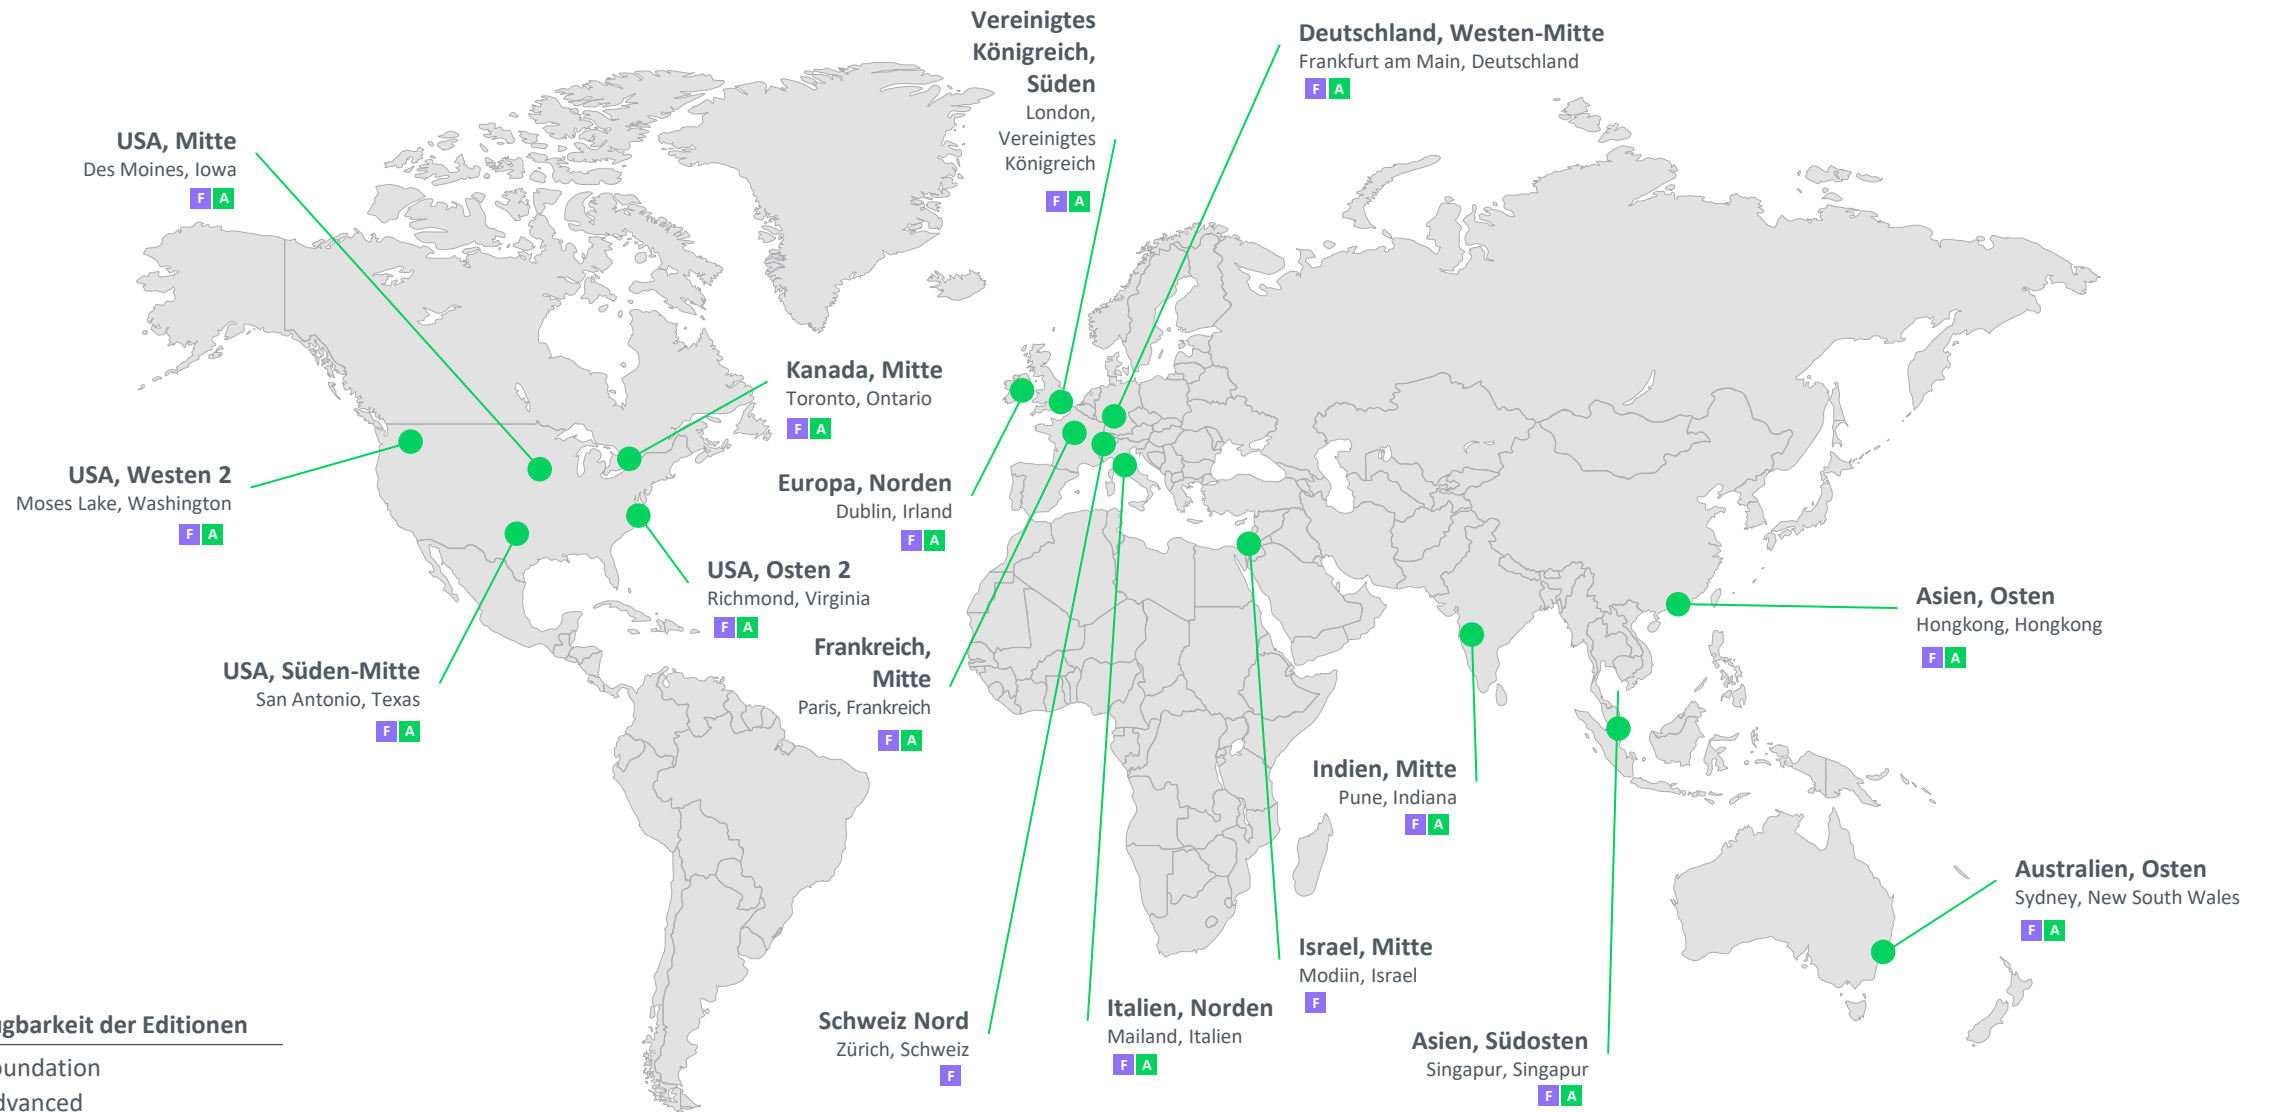 Vereinigtes
Königreich,
Süden
London,
Vereinigtes
Königreich
F A
Deutschland, Westen-Mitte
Frankfurt am Main, Deutschland
F A
USA, Mitte
Des Moines, Iowa
F A
Kanada, Mitte
Toronto, Ontario
F A
USA, Westen 2
Moses Lake, Washington
F A
Europa, Norden
Dublin, Irland
F A
USA, Osten 2
Richmond, Virginia
F A
Asien, Osten
Hongkong, Hongkong
F A
Frankreich,
Mitte
Paris, Frankreich
F A
USA, Süden-Mitte
San Antonio, Texas
F A
Indien, Mitte
Pune, Indiana
F A
Australien, Osten
Sydney, New South Wales
F A
Israel, Mitte
Modiin, Israel
F
Schweiz Nord
Zürich, Schweiz
F
Italien, Norden
Mailand, Italien
F A
Asien, Südosten
Singapur, Singapur
F A
gbarkeit der Editionen
oundation
dvanced